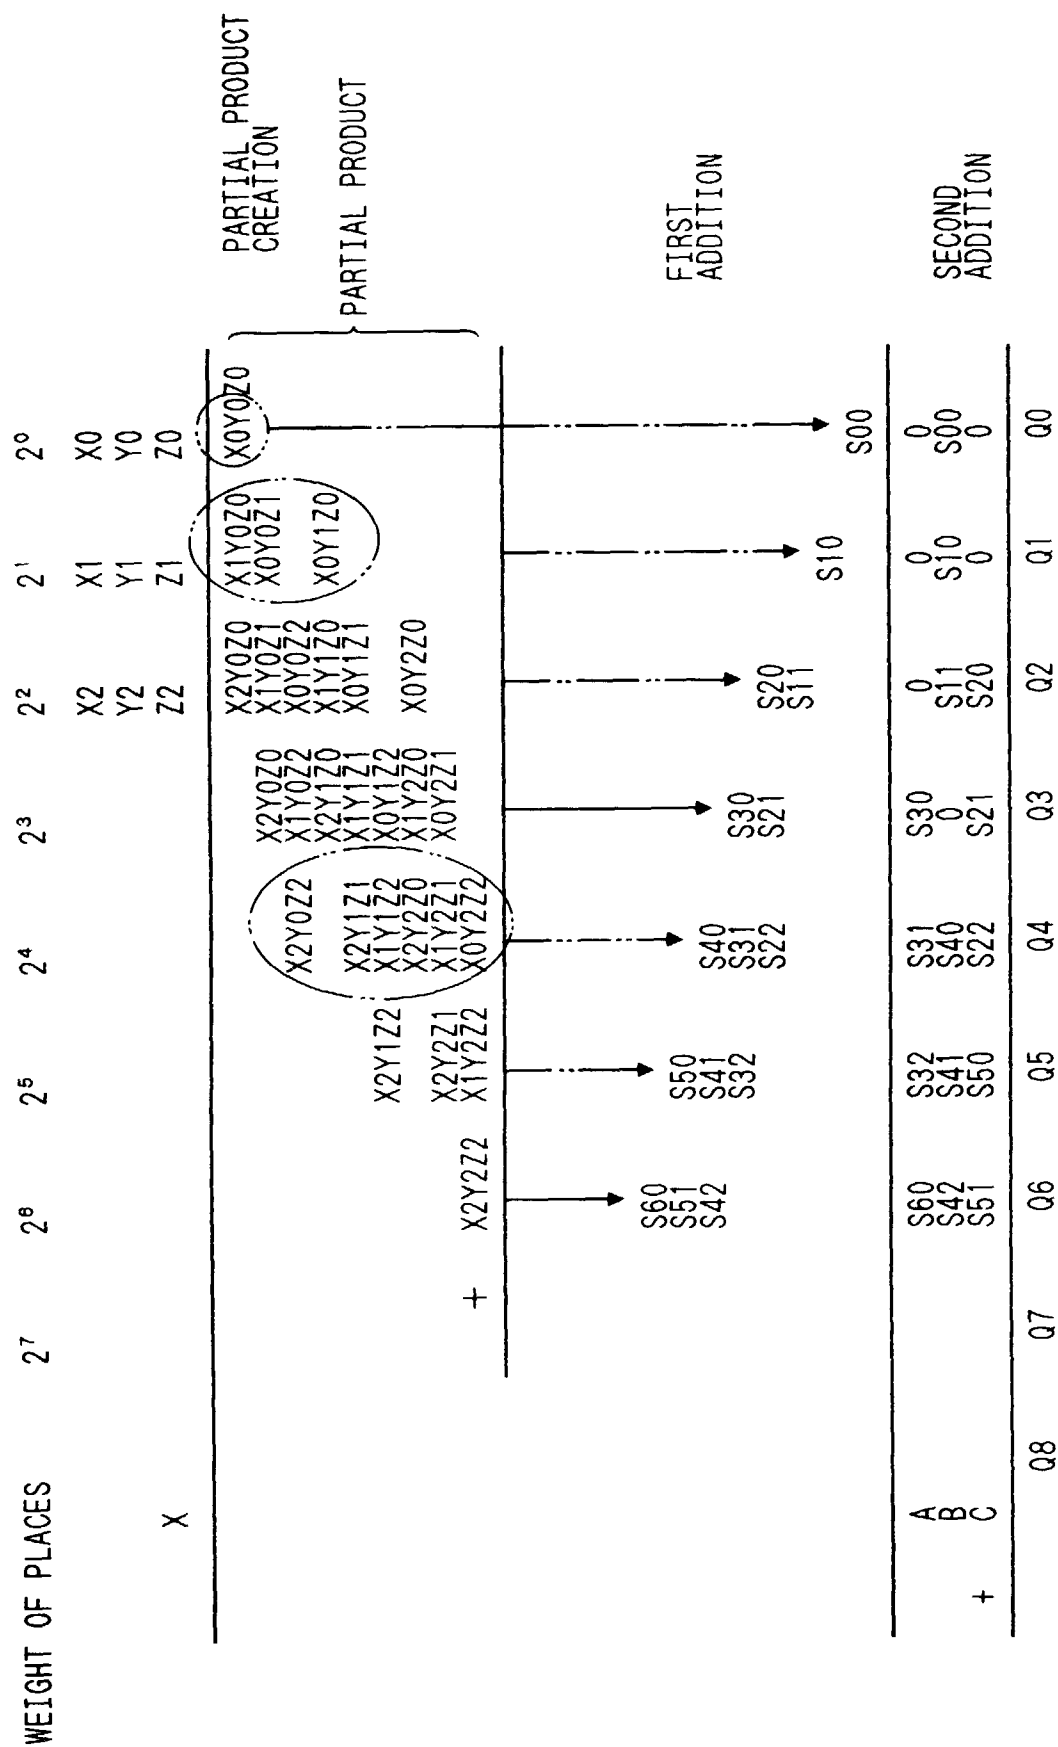 WEIGHT OF PLACES 2⁷ 2⁶ 2⁵ 2⁴ 2³ 2² 2¹ 2⁰
X2 X1 X0
Y2 Y1 Y0
X Z2 Z1 Z0
X2Y0Z0 X1Y0Z0 X0Y0Z0 PARTIAL PRODUCT
X2Y0Z0 X1Y0Z1 X0Y0Z1 CREATION
X2Y0Z2 X1Y0Z2 X0Y0Z2
X2Y1Z0 X1Y1Z0 X0Y1Z0
X2Y1Z1 X1Y1Z1 X0Y1Z1 PARTIAL PRODUCT
X2Y1Z2 X1Y1Z2 X0Y1Z2
X2Y2Z0 X1Y2Z0 X0Y2Z0
X2Y2Z1 X1Y2Z1 X0Y2Z1
+ X2Y2Z2 X1Y2Z2 X0Y2Z2
S60
S51 S50 FIRST
S42 S41 S40 ADDITION
S32 S31 S30
S22 S21 S20
S11
S10
S00
A S60 S32 S31 S30 0 0 0
B S42 S41 S40 0 S11 S10 S00 SECOND
+ C S51 S50 S22 S21 S20 0 0 ADDITION
Q8 Q7 Q6 Q5 Q4 Q3 Q2 Q1 Q0